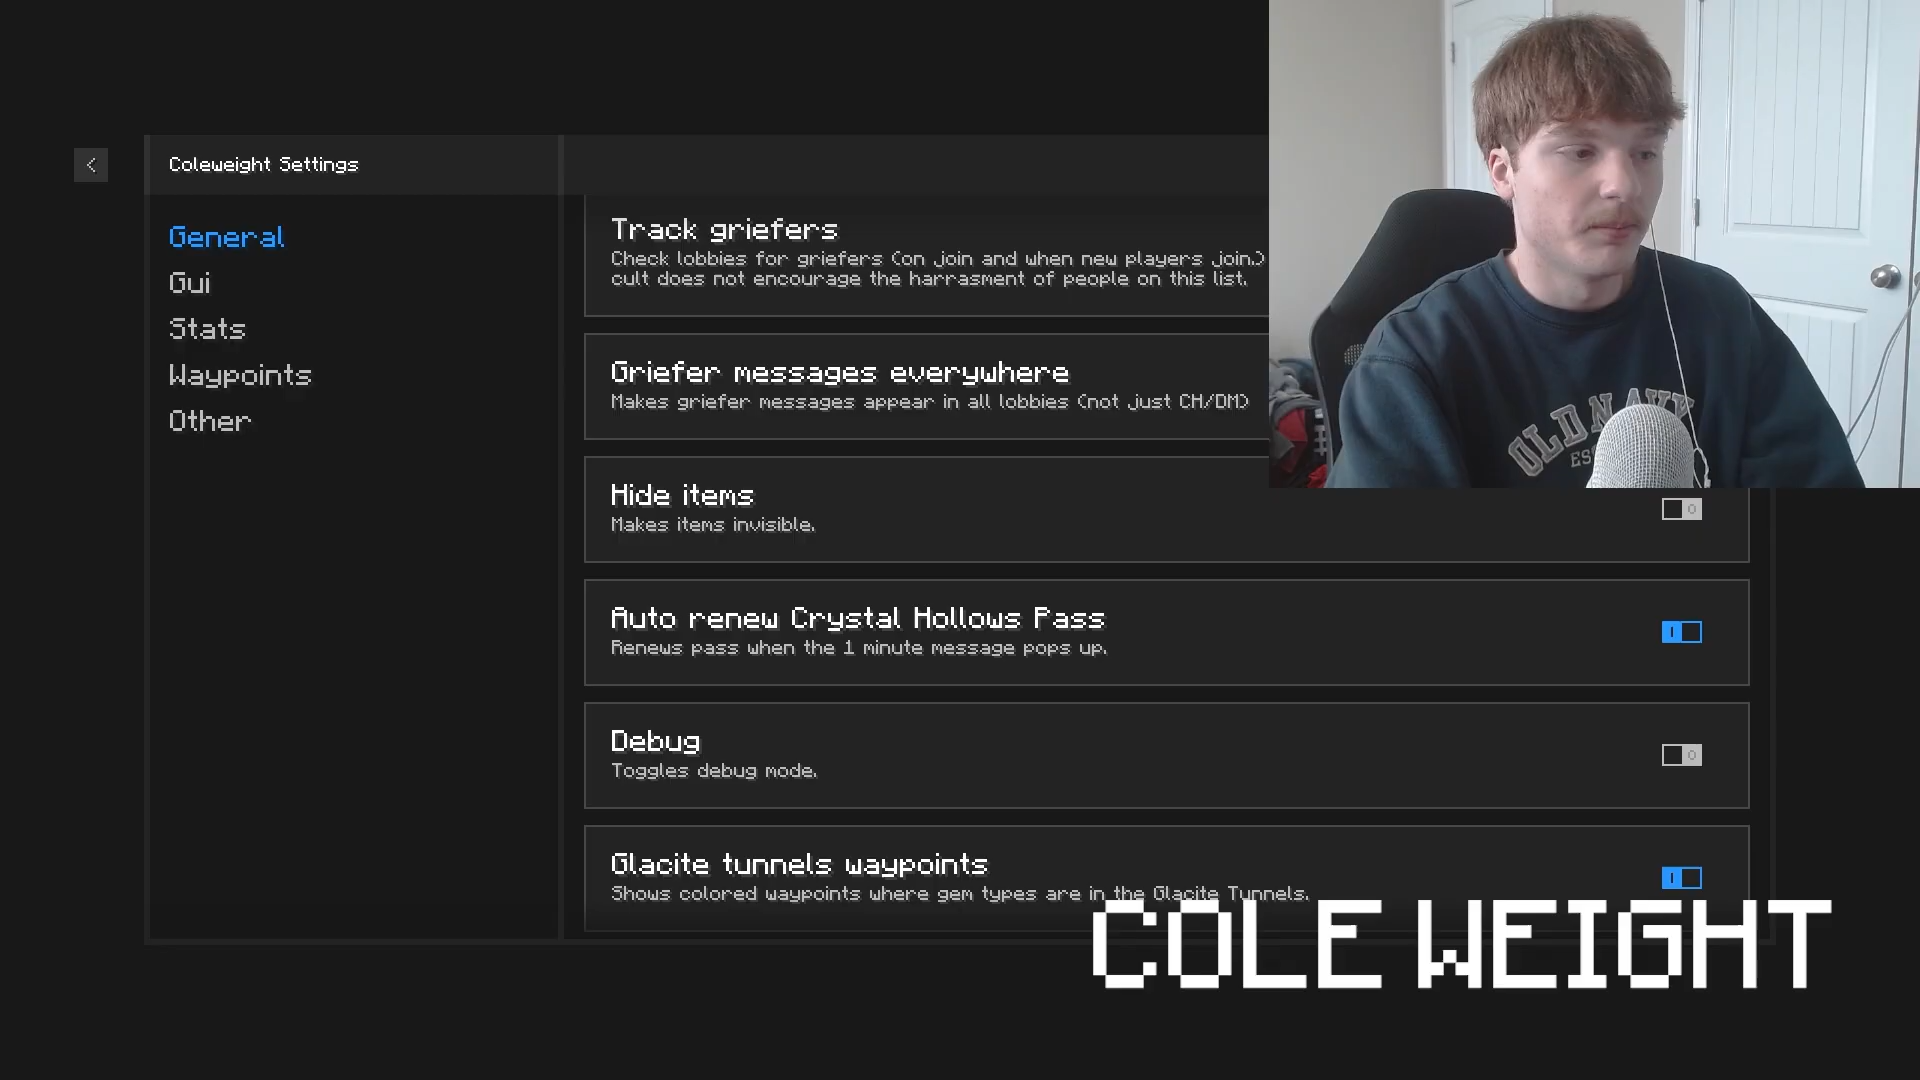 Coleweight Settings
General
Gui
Stats
Waypoints
Other
Track griefers
Check lobbies for griefers (on join and when new players join.)
cult does not encourage the harrasment of people on this list.
Griefer messages everywhere
Makes griefer messages appear in all lobbies (not just CH/DM)
Hide items
Makes items invisible.
Auto renew Crystal Hollows Pass
Renews pass when the 1 minute message pops up.
Debug
Toggles debug mode.
Glacite tunnels waypoints
Shows colored waypoints where gem types are in the Glacite Tunnels.
OLD NAVY
ES
COLE WEIGHT